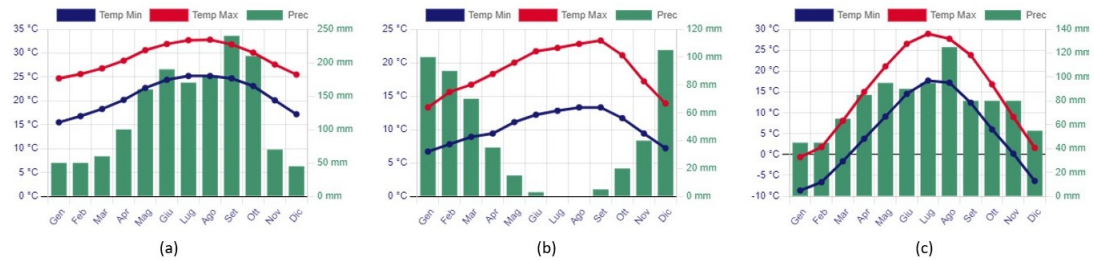 Temp Min Temp Max Prec
35 °C
30 °C
25 °C
20 °C
15 °C
10 °C
5 °C
0 °C
250 mm
200 mm
150 mm
100 mm
50 mm
0 mm
Gen Feb Mar Apr Mag Giu Lug Ago Set Ott Nov Dic
(a)
Temp Min Temp Max Prec
25 °C
20 °C
15 °C
10 °C
5 °C
0 °C
120 mm
100 mm
80 mm
60 mm
40 mm
20 mm
0 mm
Gen Feb Mar Apr Mag Giu Lug Ago Set Ott Nov Dic
(b)
Temp Min Temp Max Prec
30 °C
25 °C
20 °C
15 °C
10 °C
5 °C
0 °C
-5 °C
-10 °C
140 mm
120 mm
100 mm
80 mm
60 mm
40 mm
20 mm
0 mm
Gen Feb Mar Apr Mag Giu Lug Ago Set Ott Nov Dic
(c)